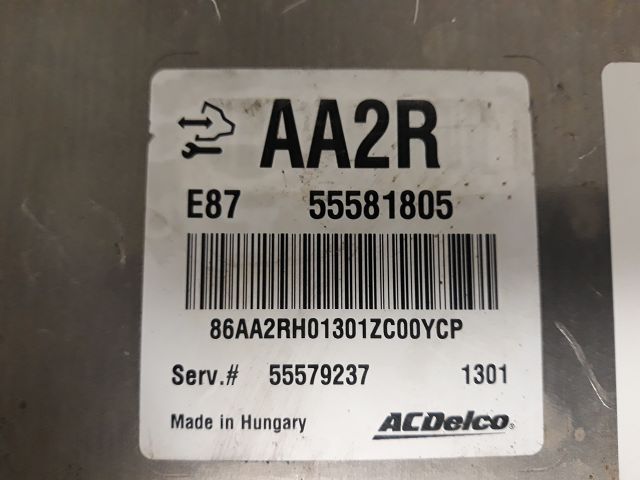 AA2R
E87 55581805
86AA2RH01301ZC00YCP
Serv.# 55579237 1301
Made in Hungary ACDelco